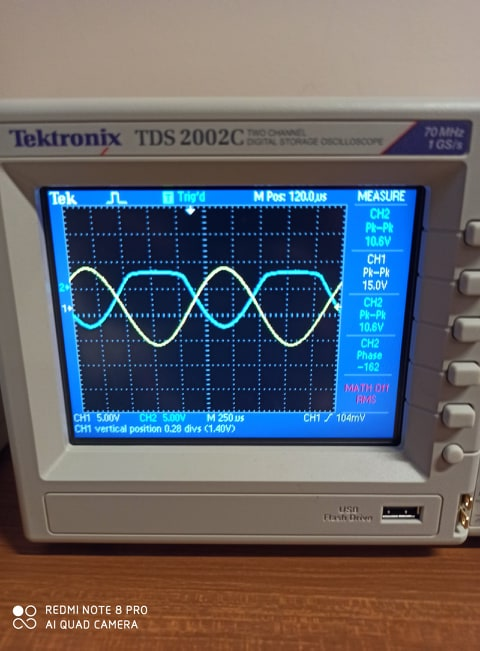 Tektronix TDS 2002C TWO CHANNEL DIGITAL STORAGE OSCILLOSCOPE
70 MHz
1 GS/s
Tek T Trig'd M Pos: 120.0µs MEASURE
CH2
Pk-Pk
10.6V
CH1
Pk-Pk
15.0V
CH2
Pk-Pk
10.6V
CH2
Phase
-162
MATH Off
RMS
2
1
CH1 5.00V CH2 5.00V M 250µs CH1 104mV
CH1 vertical position 0.28 divs (1.40V)
USB
Flash Drive
REDMI NOTE 8 PRO
AI QUAD CAMERA